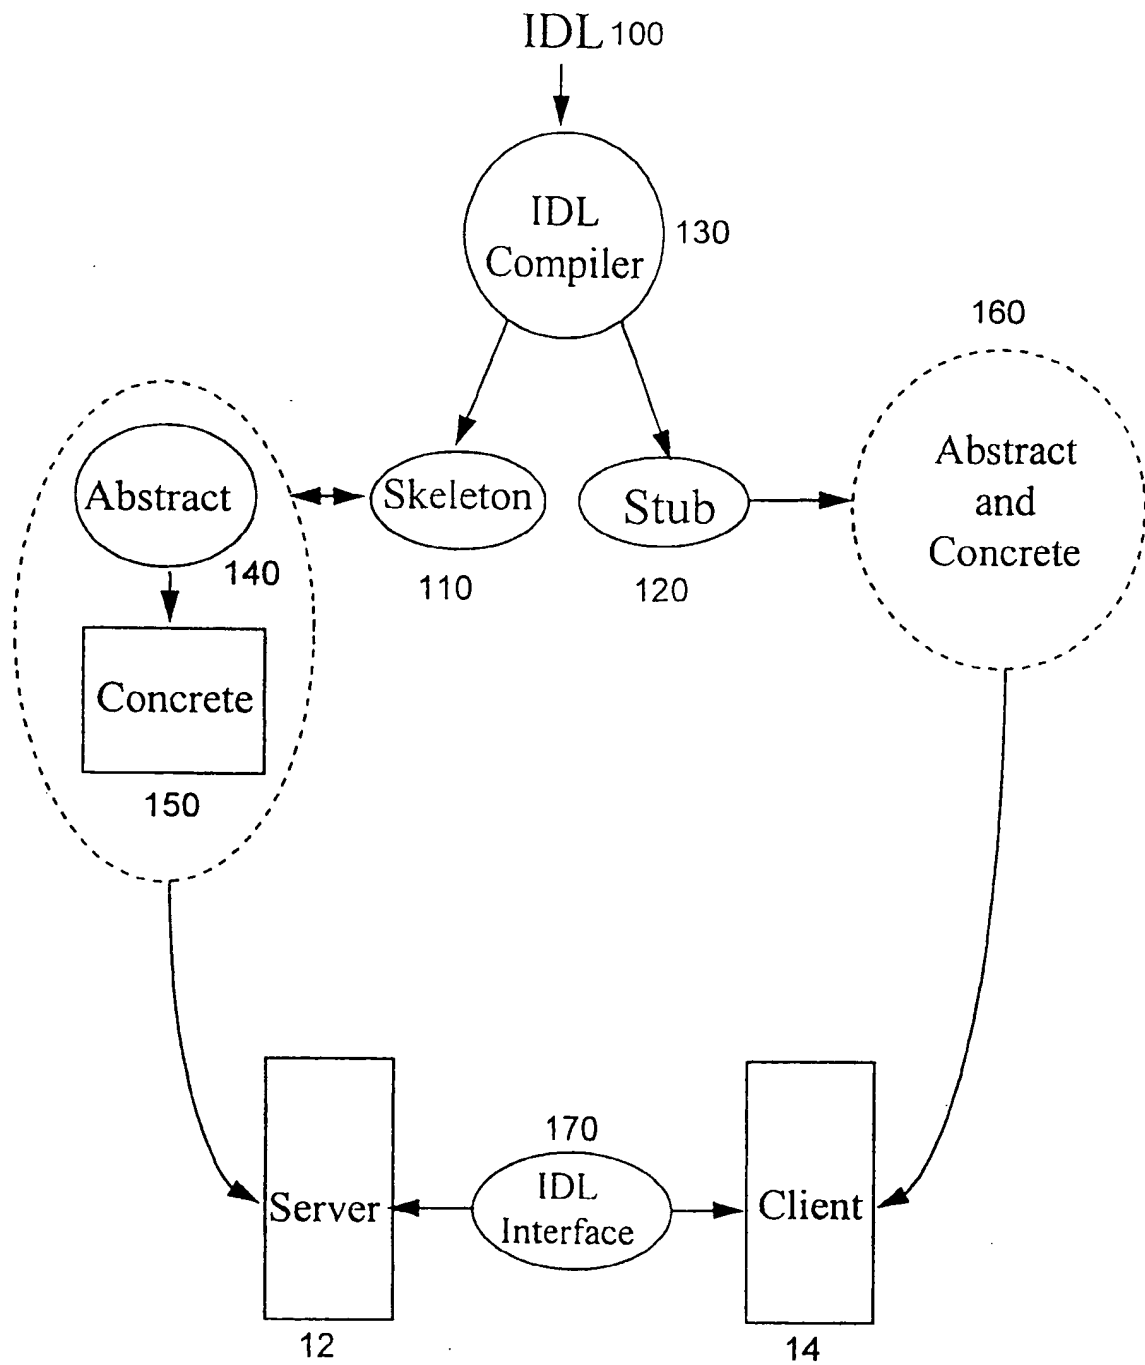 IDL 100
IDL
Compiler
130
160
Abstract
140
Skeleton
110
Stub
120
Abstract
and
Concrete
Concrete
150
170
IDL
Interface
Server
12
Client
14